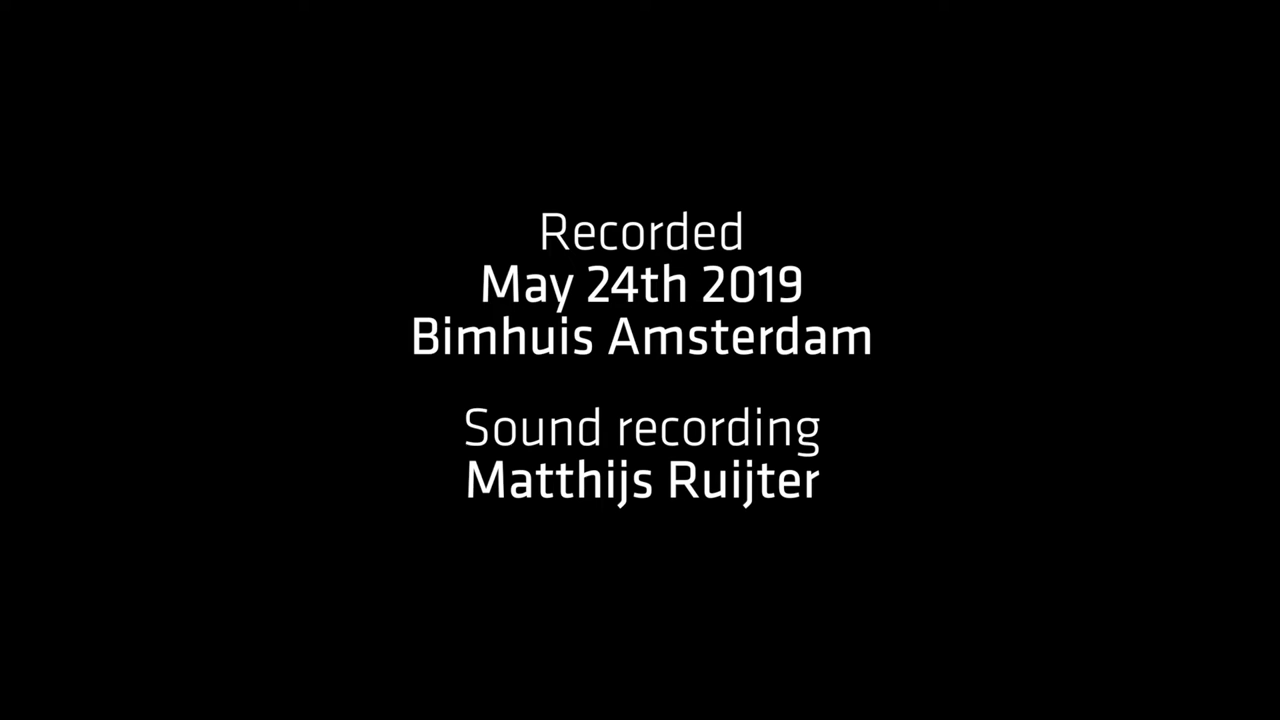 Recorded
May 24th 2019
Bimhuis Amsterdam
Sound recording
Matthijs Ruijter